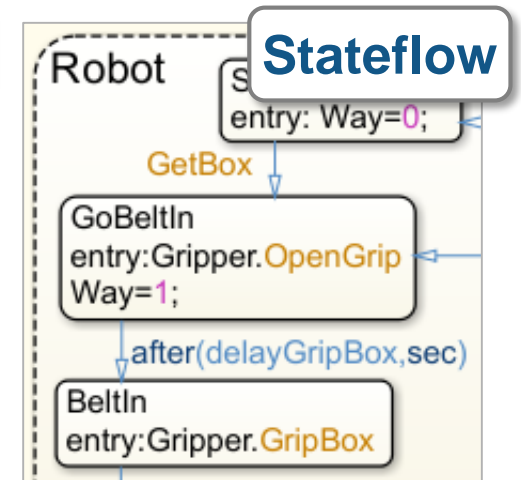 Stateflow
Robot
entry: Way=0;
GetBox
GoBeltIn
entry:Gripper.OpenGrip
Way=1;
after(delayGripBox,sec)
BeltIn
entry:Gripper.GripBox